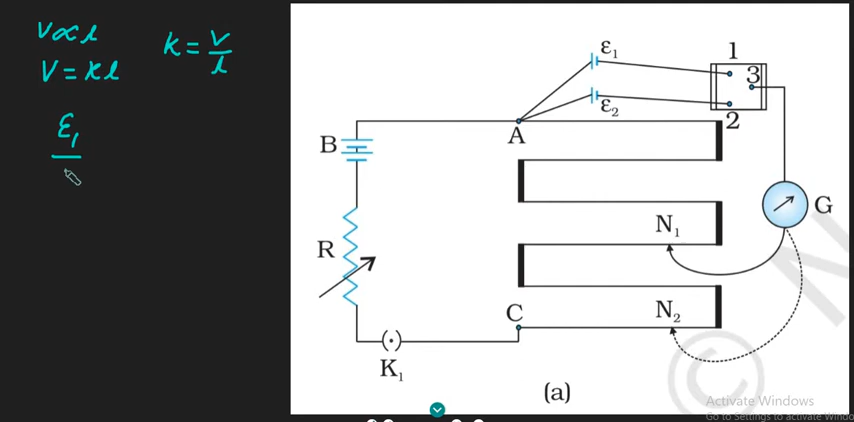 V∝l
V=kl
k=V/l
ε₁
ε₁
ε₂
1
3
2
A
B
R
G
N₁
N₂
C
K₁
(a)
© N
Activate Windows
Go to Settings to activate Windo